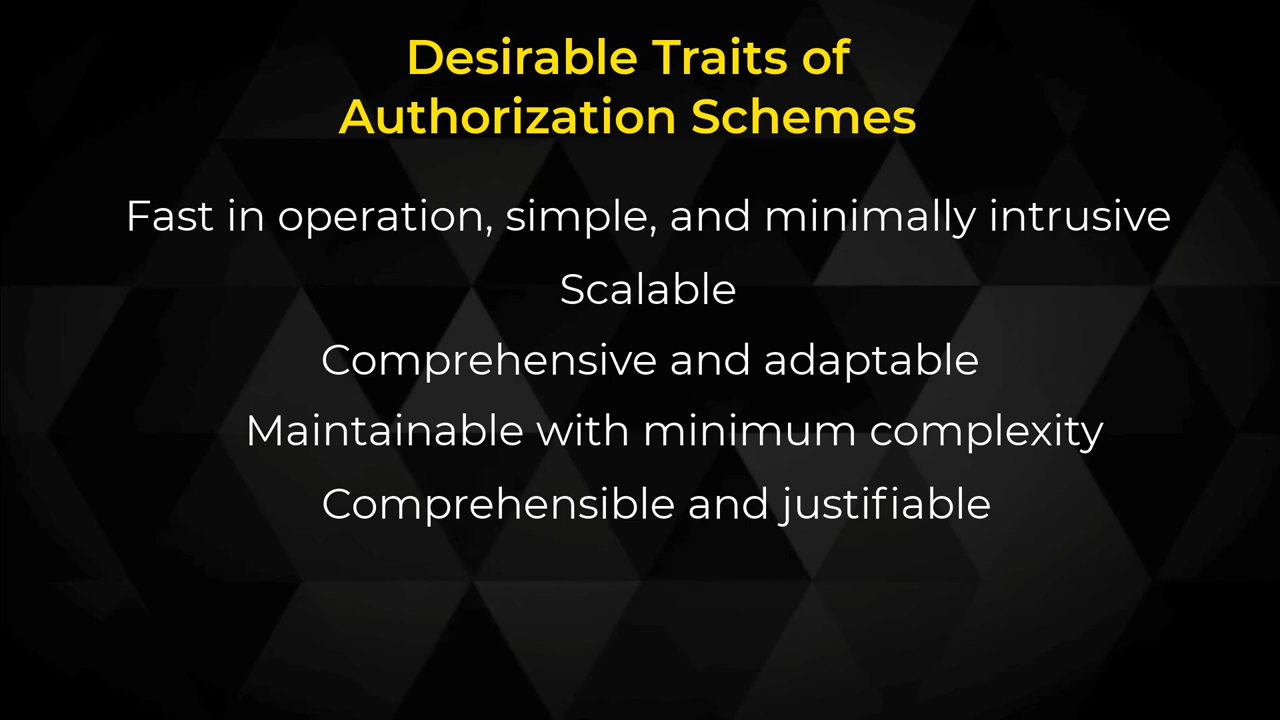 Desirable Traits of
Authorization Schemes
Fast in operation, simple, and minimally intrusive
Scalable
Comprehensive and adaptable
Maintainable with minimum complexity
Comprehensible and justifiable